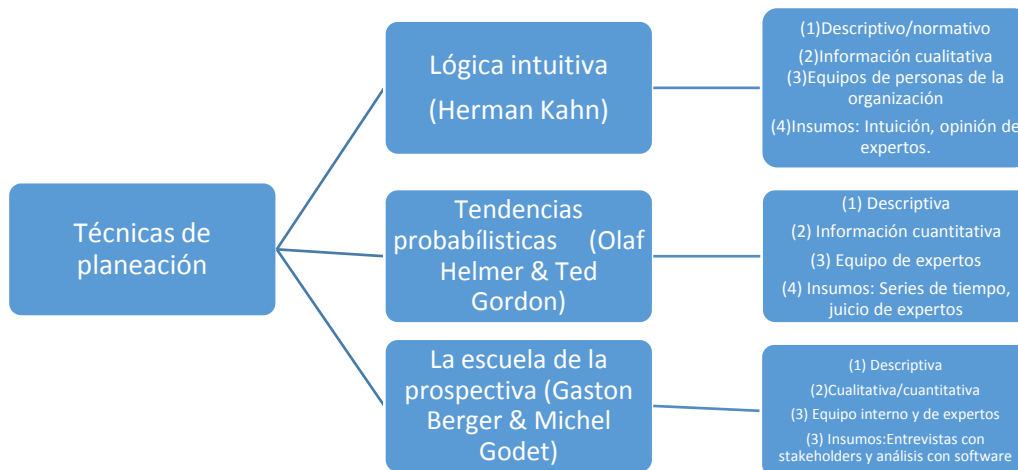 Técnicas de
planeación
Lógica intuitiva
(Herman Kahn)
(1)Descriptivo/normativo
(2)Información cualitativa
(3)Equipos de personas de la
organización
(4)Insumos: Intuición, opinión de
expertos.
Tendencias
probabílisticas (Olaf
Helmer & Ted
Gordon)
(1) Descriptiva
(2) Información cuantitativa
(3) Equipo de expertos
(4) Insumos: Series de tiempo,
juicio de expertos
La escuela de la
prospectiva (Gaston
Berger & Michel
Godet)
(1) Descriptiva
(2)Cualitativa/cuantitativa
(3) Equipo interno y de expertos
(3) Insumos:Entrevistas con
stakeholders y análisis con software